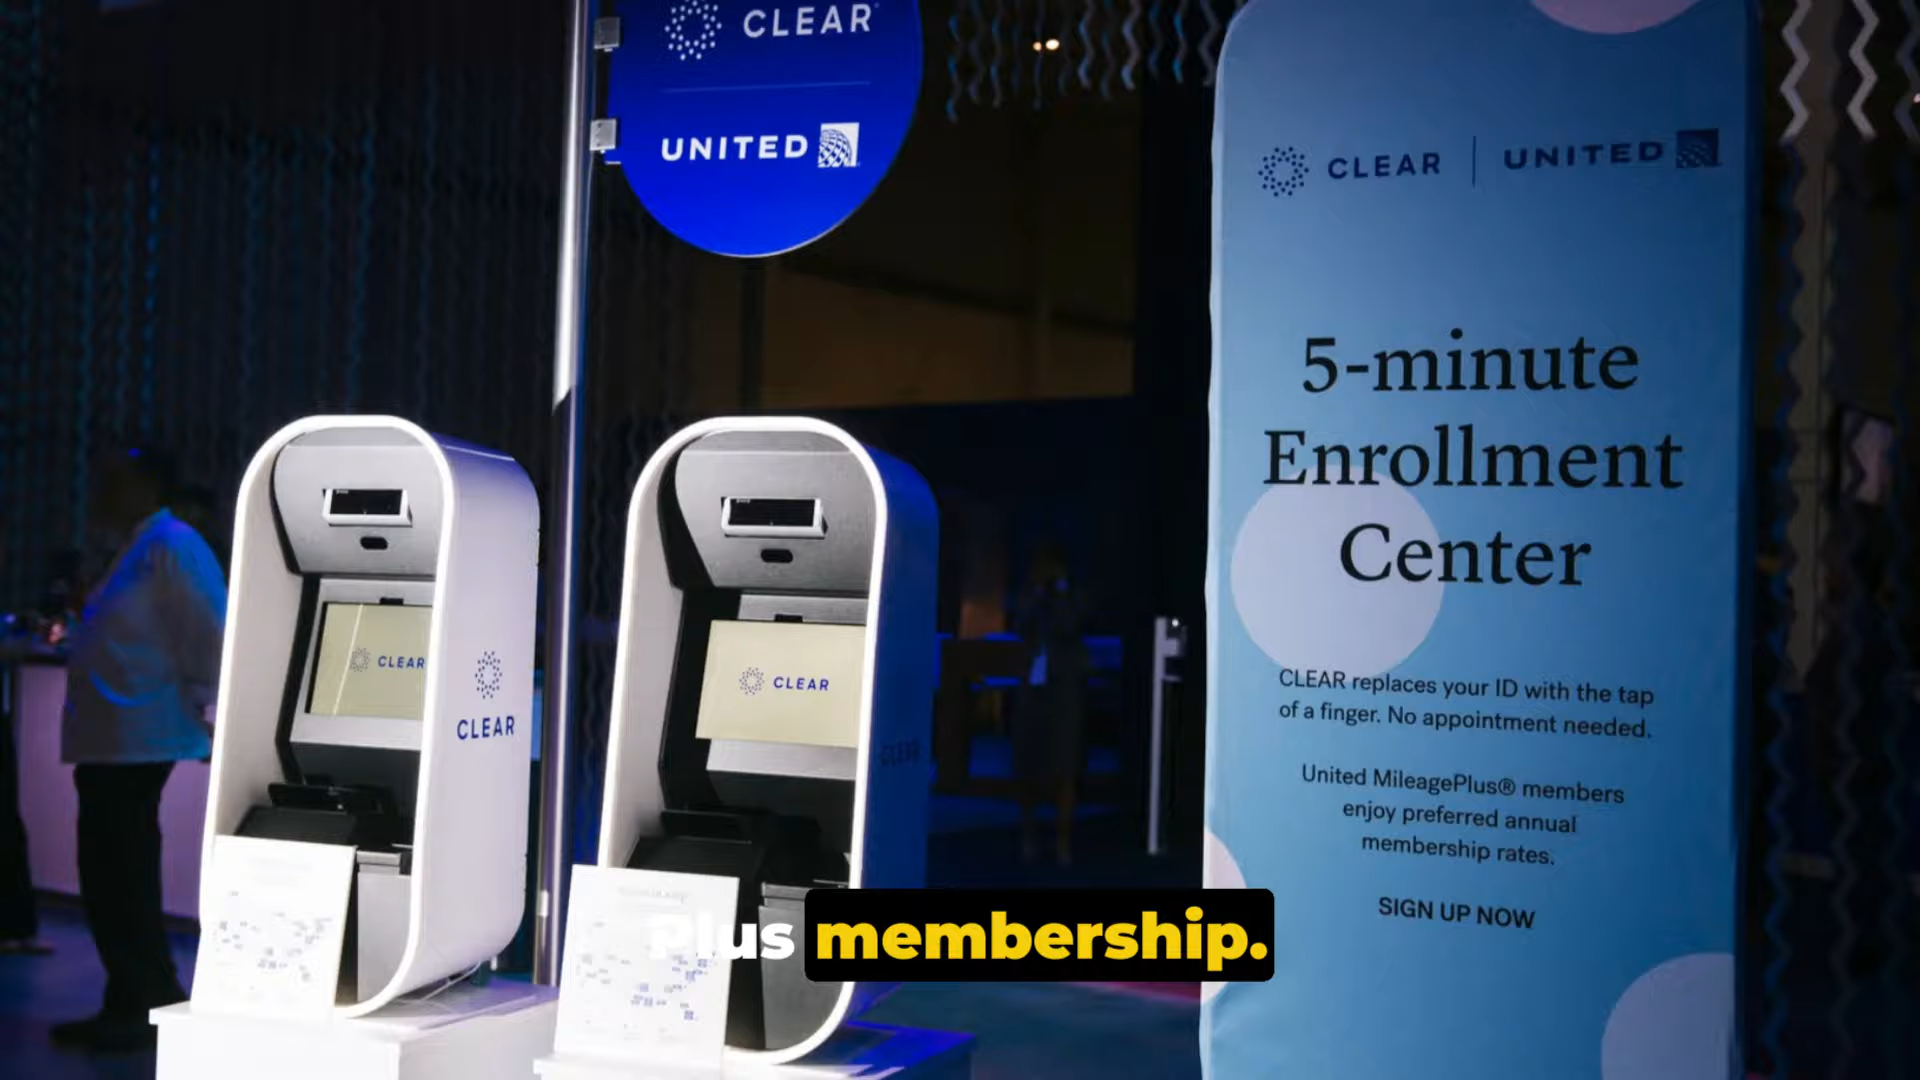 CLEAR
UNITED
CLEAR | UNITED
5-minute
Enrollment
Center
CLEAR replaces your ID with the tap
of a finger. No appointment needed.
United MileagePlus® members
enjoy preferred annual
membership rates.
SIGN UP NOW
CLEAR
CLEAR
CLEAR
CLEAR
Plus membership.